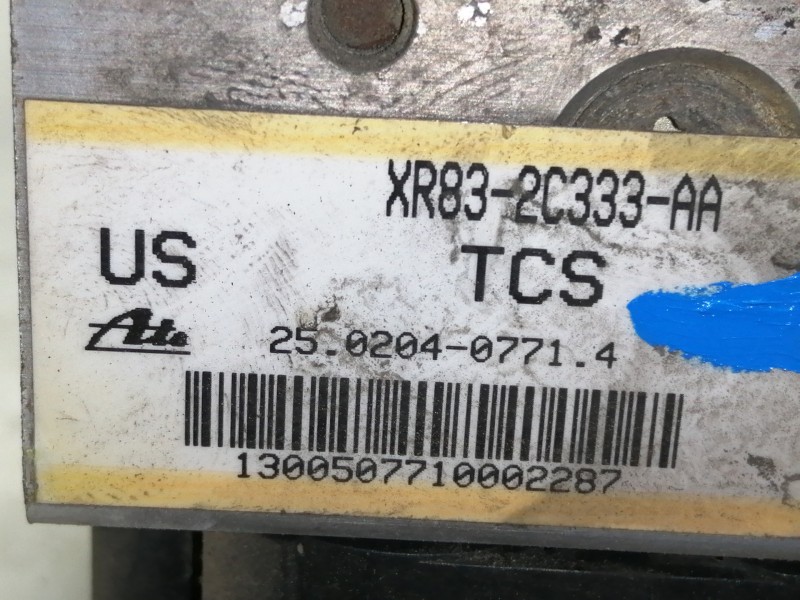 XR83-2C333-AA
US TCS
Ate 25.0204-0771.4
1300507710002287